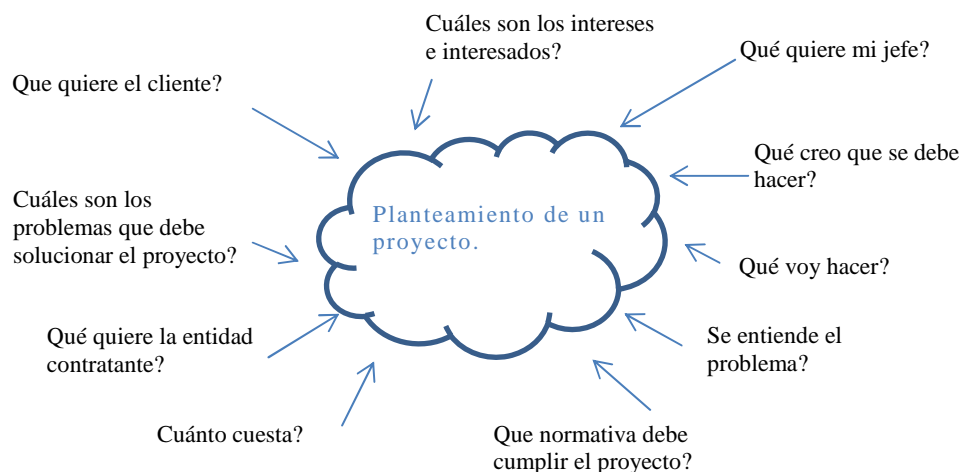 Cuáles son los intereses
e interesados?
Qué quiere mi jefe?
Que quiere el cliente?
Qué creo que se debe
hacer?
Cuáles son los
problemas que debe
solucionar el proyecto?
Planteamiento de un
proyecto.
Qué voy hacer?
Qué quiere la entidad
contratante?
Se entiende el
problema?
Cuánto cuesta?
Que normativa debe
cumplir el proyecto?